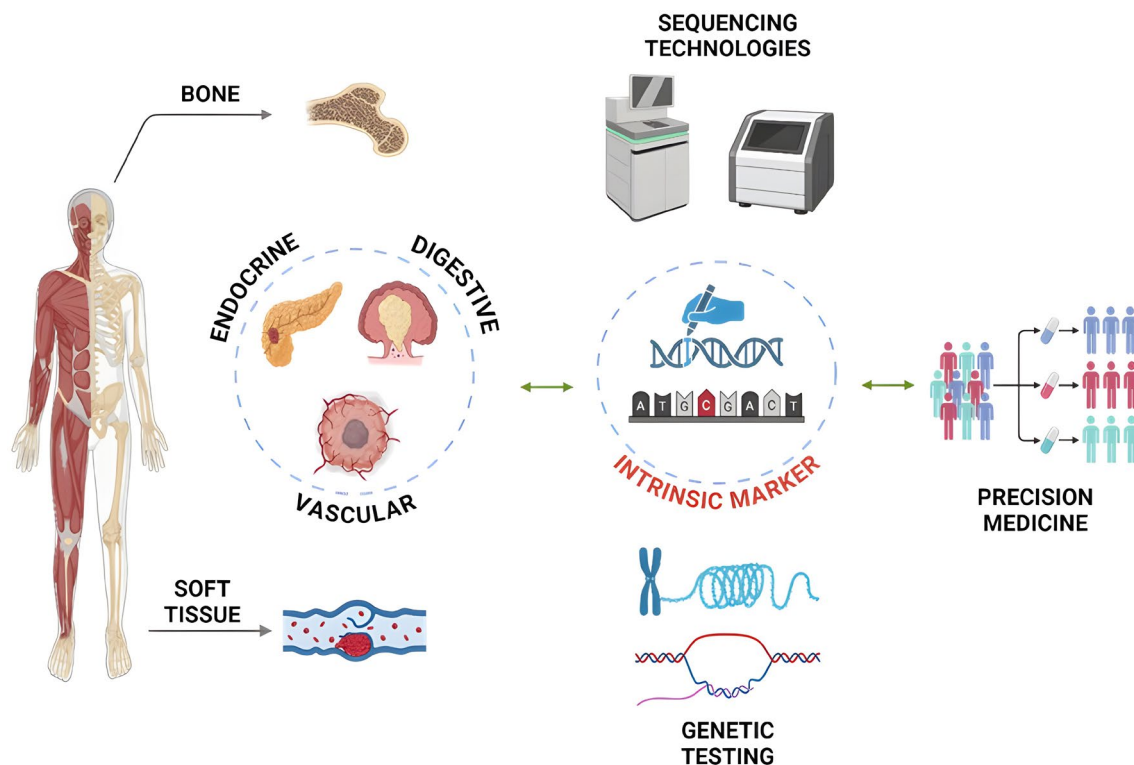 SEQUENCING
TECHNOLOGIES
BONE
ENDOCRINE
DIGESTIVE
VASCULAR
A T G C G A C T
INTRINSIC MARKER
PRECISION
MEDICINE
SOFT
TISSUE
GENETIC
TESTING